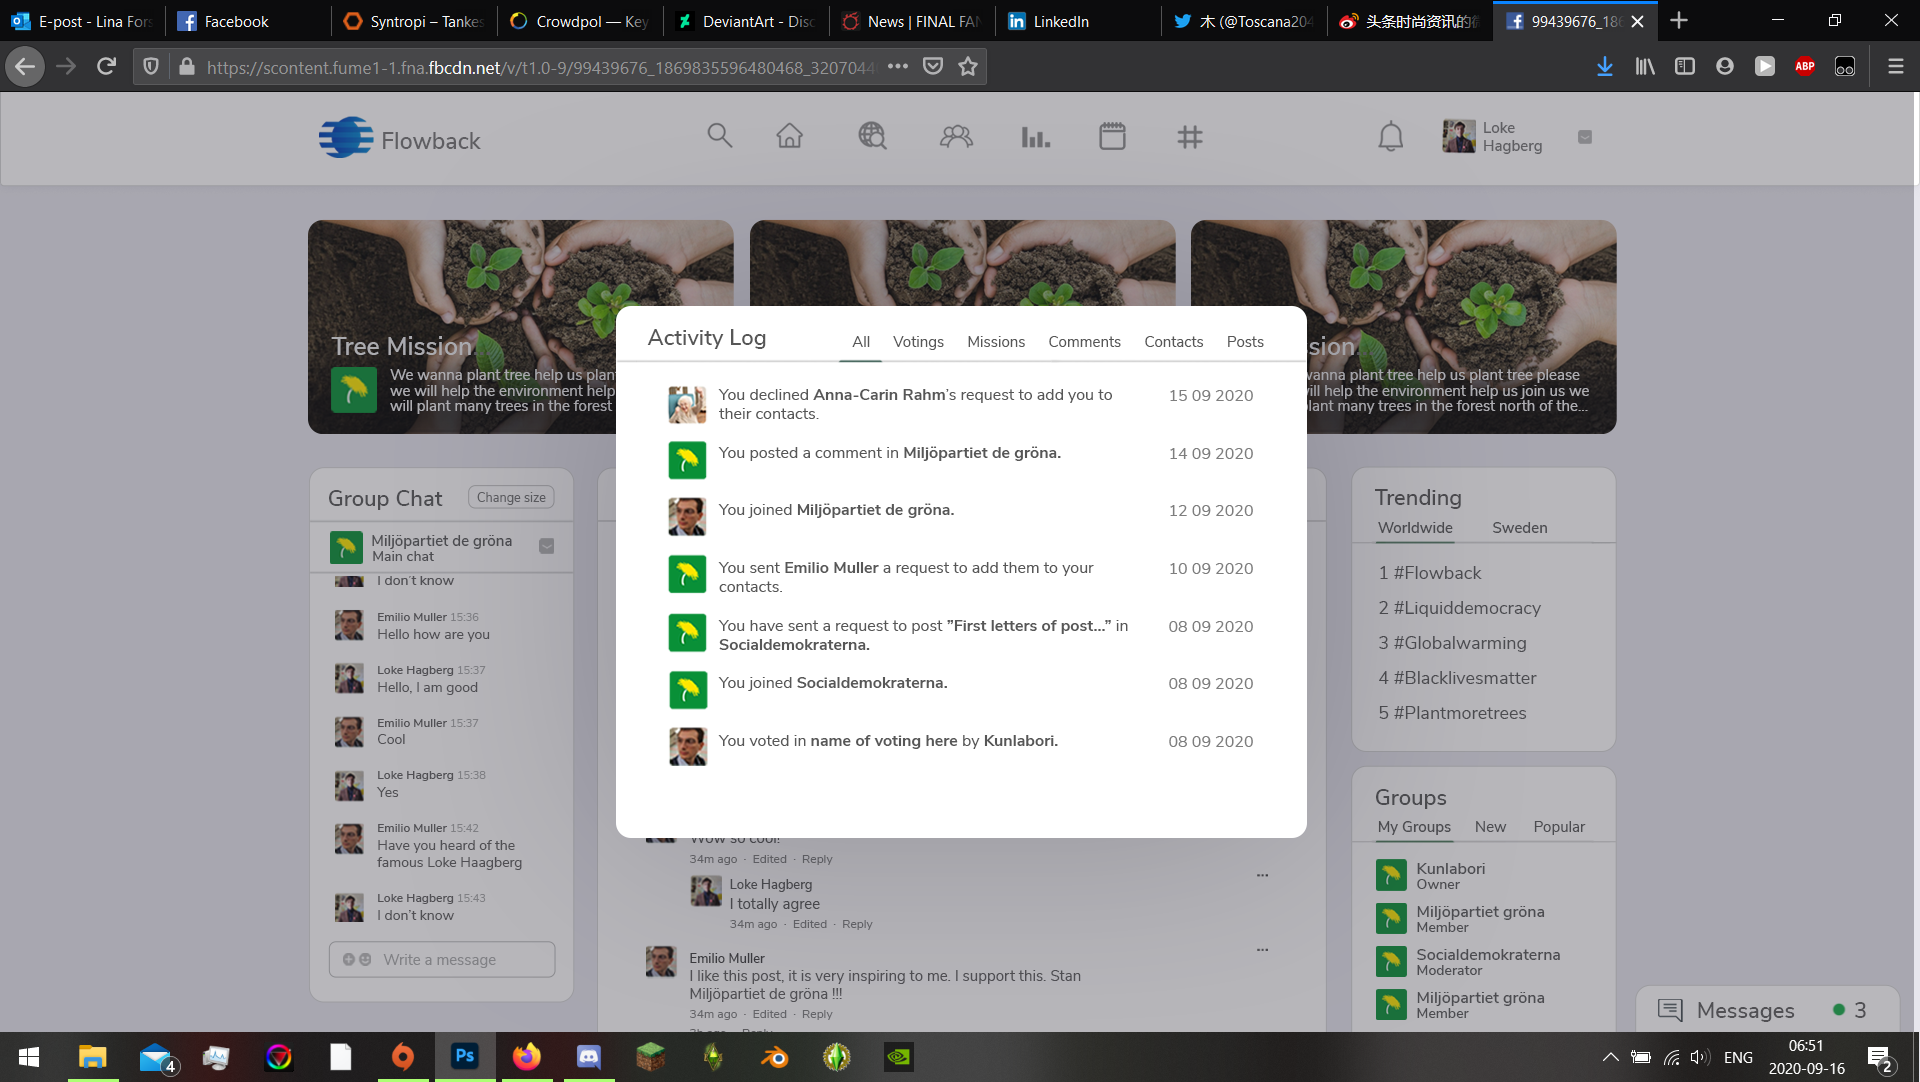 E-post – Lina Fors
Facebook
Syntropi – Tankes
Crowdpol — Key
DeviantArt - Disc
News | FINAL FAN
LinkedIn
木 (@Toscana204
头条时尚资讯的微
99439676_186
https://scontent.fume1-1.fna.fbcdn.net/v/t1.0-9/99439676_1869835596480468_3207044
ABP
Flowback
Loke
Hagberg
Tree Mission
We wanna plant tree help us plan
we will help the environment help
will plant many trees in the forest
sion
vanna plant tree help us plant tree please
will help the environment help us join us we
lant many trees in the forest north of the...
Activity Log
All Votings Missions Comments Contacts Posts
You declined Anna-Carin Rahm's request to add you to
their contacts.
15 09 2020
You posted a comment in Miljöpartiet de gröna.
14 09 2020
You joined Miljöpartiet de gröna.
12 09 2020
You sent Emilio Muller a request to add them to your
contacts.
10 09 2020
You have sent a request to post ”First letters of post...” in
Socialdemokraterna.
08 09 2020
You joined Socialdemokraterna.
08 09 2020
You voted in name of voting here by Kunlabori.
08 09 2020
Group Chat
Change size
Miljöpartiet de gröna
Main chat
I don't know
Emilio Muller 15:36
Hello how are you
Loke Hagberg 15:37
Hello, I am good
Emilio Muller 15:37
Cool
Loke Hagberg 15:38
Yes
Emilio Muller 15:42
Have you heard of the
famous Loke Haagberg
Loke Hagberg 15:43
I don't know
Write a message
Wow so cool!
34m ago · Edited · Reply
Loke Hagberg
I totally agree
34m ago · Edited · Reply
Emilio Muller
I like this post, it is very inspiring to me. I support this. Stan
Miljöpartiet de gröna !!!
34m ago · Edited · Reply
Trending
Worldwide Sweden
1 #Flowback
2 #Liquiddemocracy
3 #Globalwarming
4 #Blacklivesmatter
5 #Plantmoretrees
Groups
My Groups New Popular
Kunlabori
Owner
Miljöpartiet gröna
Member
Socialdemokraterna
Moderator
Miljöpartiet gröna
Member
Messages 3
4
Ps
ENG
06:51
2020-09-16
2